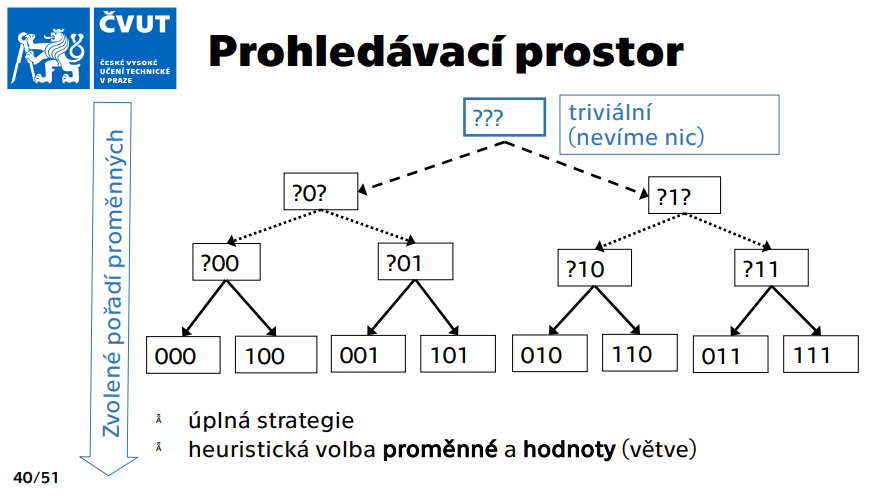 ČVUT
ČESKÉ VYSOKÉ
UČENÍ TECHNICKÉ
V PRAZE
Prohledávací prostor
Zvolené pořadí proměnných
???
triviální
(nevíme nic)
?0?
?1?
?00
?01
?10
?11
000
100
001
101
010
110
011
111
úplná strategie
heuristická volba proměnné a hodnoty (větve)
40/51